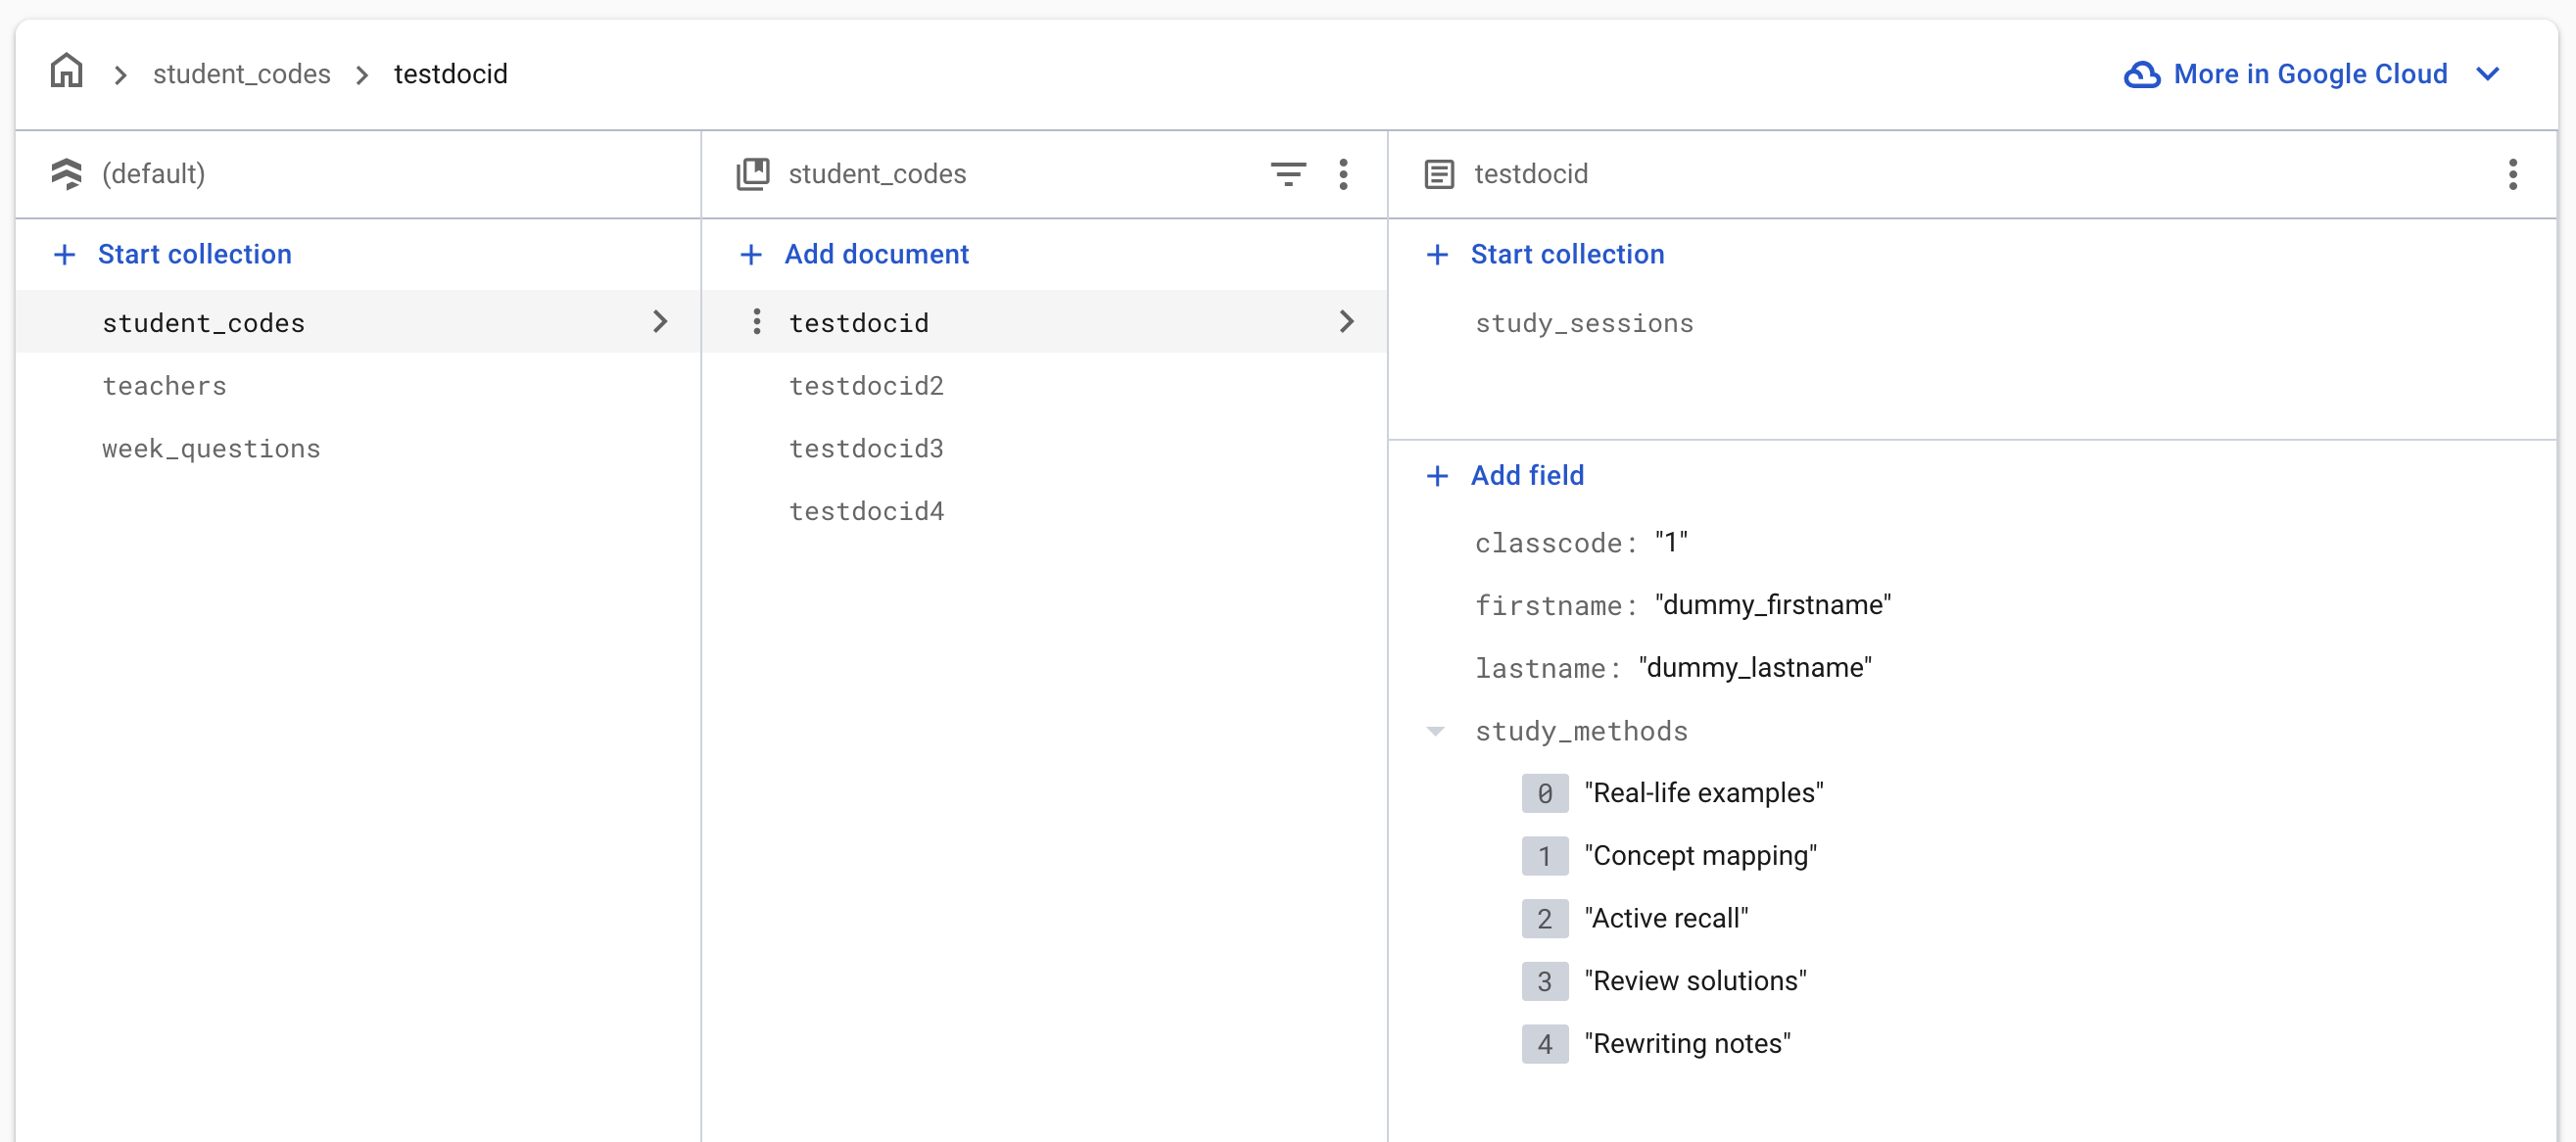 student_codes > testdocid
More in Google Cloud
(default)
+ Start collection
student_codes
teachers
week_questions
student_codes
+ Add document
testdocid
testdocid2
testdocid3
testdocid4
testdocid
+ Start collection
study_sessions
+ Add field
classcode: "1"
firstname: "dummy_firstname"
lastname: "dummy_lastname"
study_methods
0 "Real-life examples"
1 "Concept mapping"
2 "Active recall"
3 "Review solutions"
4 "Rewriting notes"